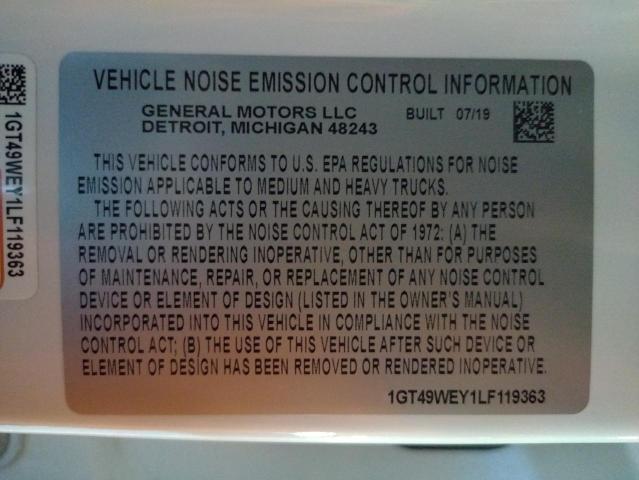 1GT49WEY1LF119363
VEHICLE NOISE EMISSION CONTROL INFORMATION
GENERAL MOTORS LLC BUILT 07/19
DETROIT, MICHIGAN 48243
THIS VEHICLE CONFORMS TO U.S. EPA REGULATIONS FOR NOISE
EMISSION APPLICABLE TO MEDIUM AND HEAVY TRUCKS.
THE FOLLOWING ACTS OR THE CAUSING THEREOF BY ANY PERSON
ARE PROHIBITED BY THE NOISE CONTROL ACT OF 1972: (A) THE
REMOVAL OR RENDERING INOPERATIVE, OTHER THAN FOR PURPOSES
OF MAINTENANCE, REPAIR, OR REPLACEMENT OF ANY NOISE CONTROL
DEVICE OR ELEMENT OF DESIGN (LISTED IN THE OWNER'S MANUAL)
INCORPORATED INTO THIS VEHICLE IN COMPLIANCE WITH THE NOISE
CONTROL ACT; (B) THE USE OF THIS VEHICLE AFTER SUCH DEVICE OR
ELEMENT OF DESIGN HAS BEEN REMOVED OR RENDERED INOPERATIVE.
1GT49WEY1LF119363